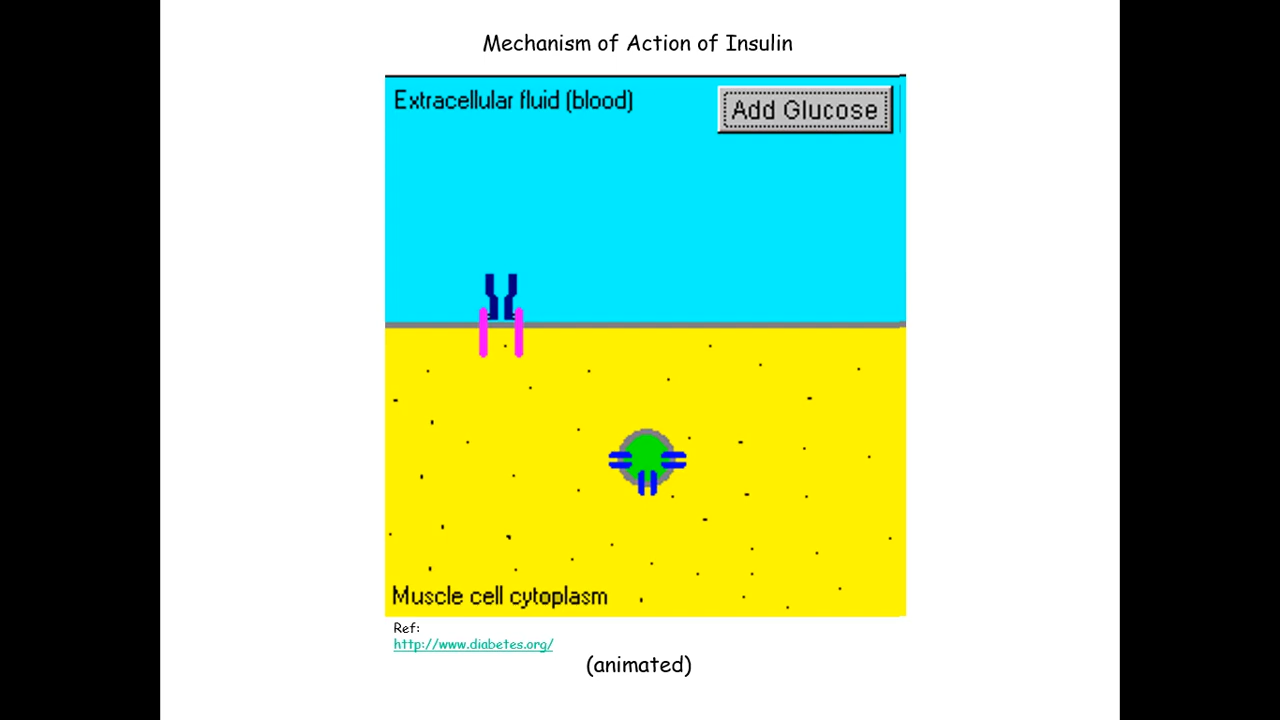 Mechanism of Action of Insulin
Extracellular fluid (blood)
Add Glucose
Muscle cell cytoplasm
Ref:
http://www.diabetes.org/
(animated)